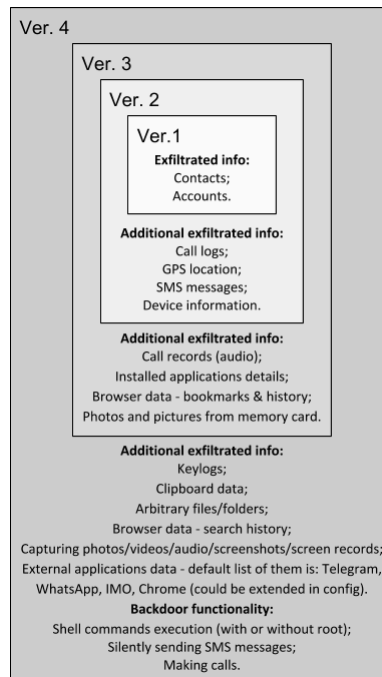 Ver. 4
Ver. 3
Ver. 2
Ver.1
Exfiltrated info:
Contacts;
Accounts.
Additional exfiltrated info:
Call logs;
GPS location;
SMS messages;
Device information.
Additional exfiltrated info:
Call records (audio);
Installed applications details;
Browser data - bookmarks & history;
Photos and pictures from memory card.
Additional exfiltrated info:
Keylogs;
Clipboard data;
Arbitrary files/folders;
Browser data - search history;
Capturing photos/videos/audio/screenshots/screen records;
External applications data - default list of them is: Telegram,
WhatsApp, IMO, Chrome (could be extended in config).
Backdoor functionality:
Shell commands execution (with or without root);
Silently sending SMS messages;
Making calls.